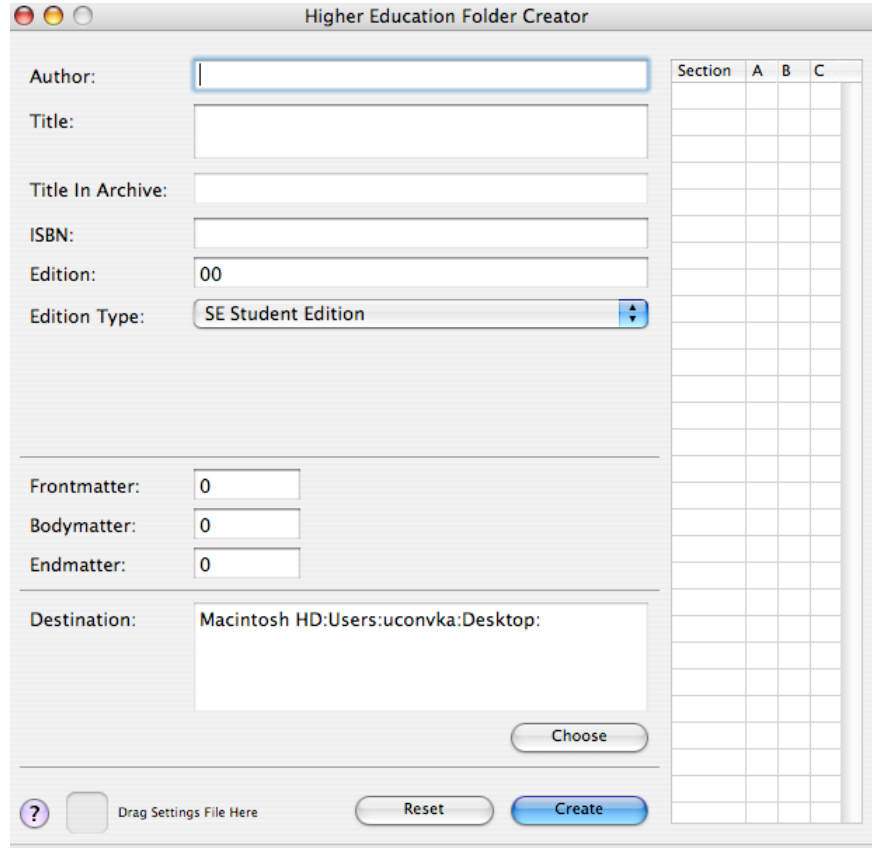 Higher Education Folder Creator
Author:
Title:
Title In Archive:
ISBN:
Edition: 00
Edition Type: SE Student Edition
Frontmatter: 0
Bodymatter: 0
Endmatter: 0
Destination: Macintosh HD:Users:uconvka:Desktop:
Choose
? Drag Settings File Here Reset Create
Section A B C